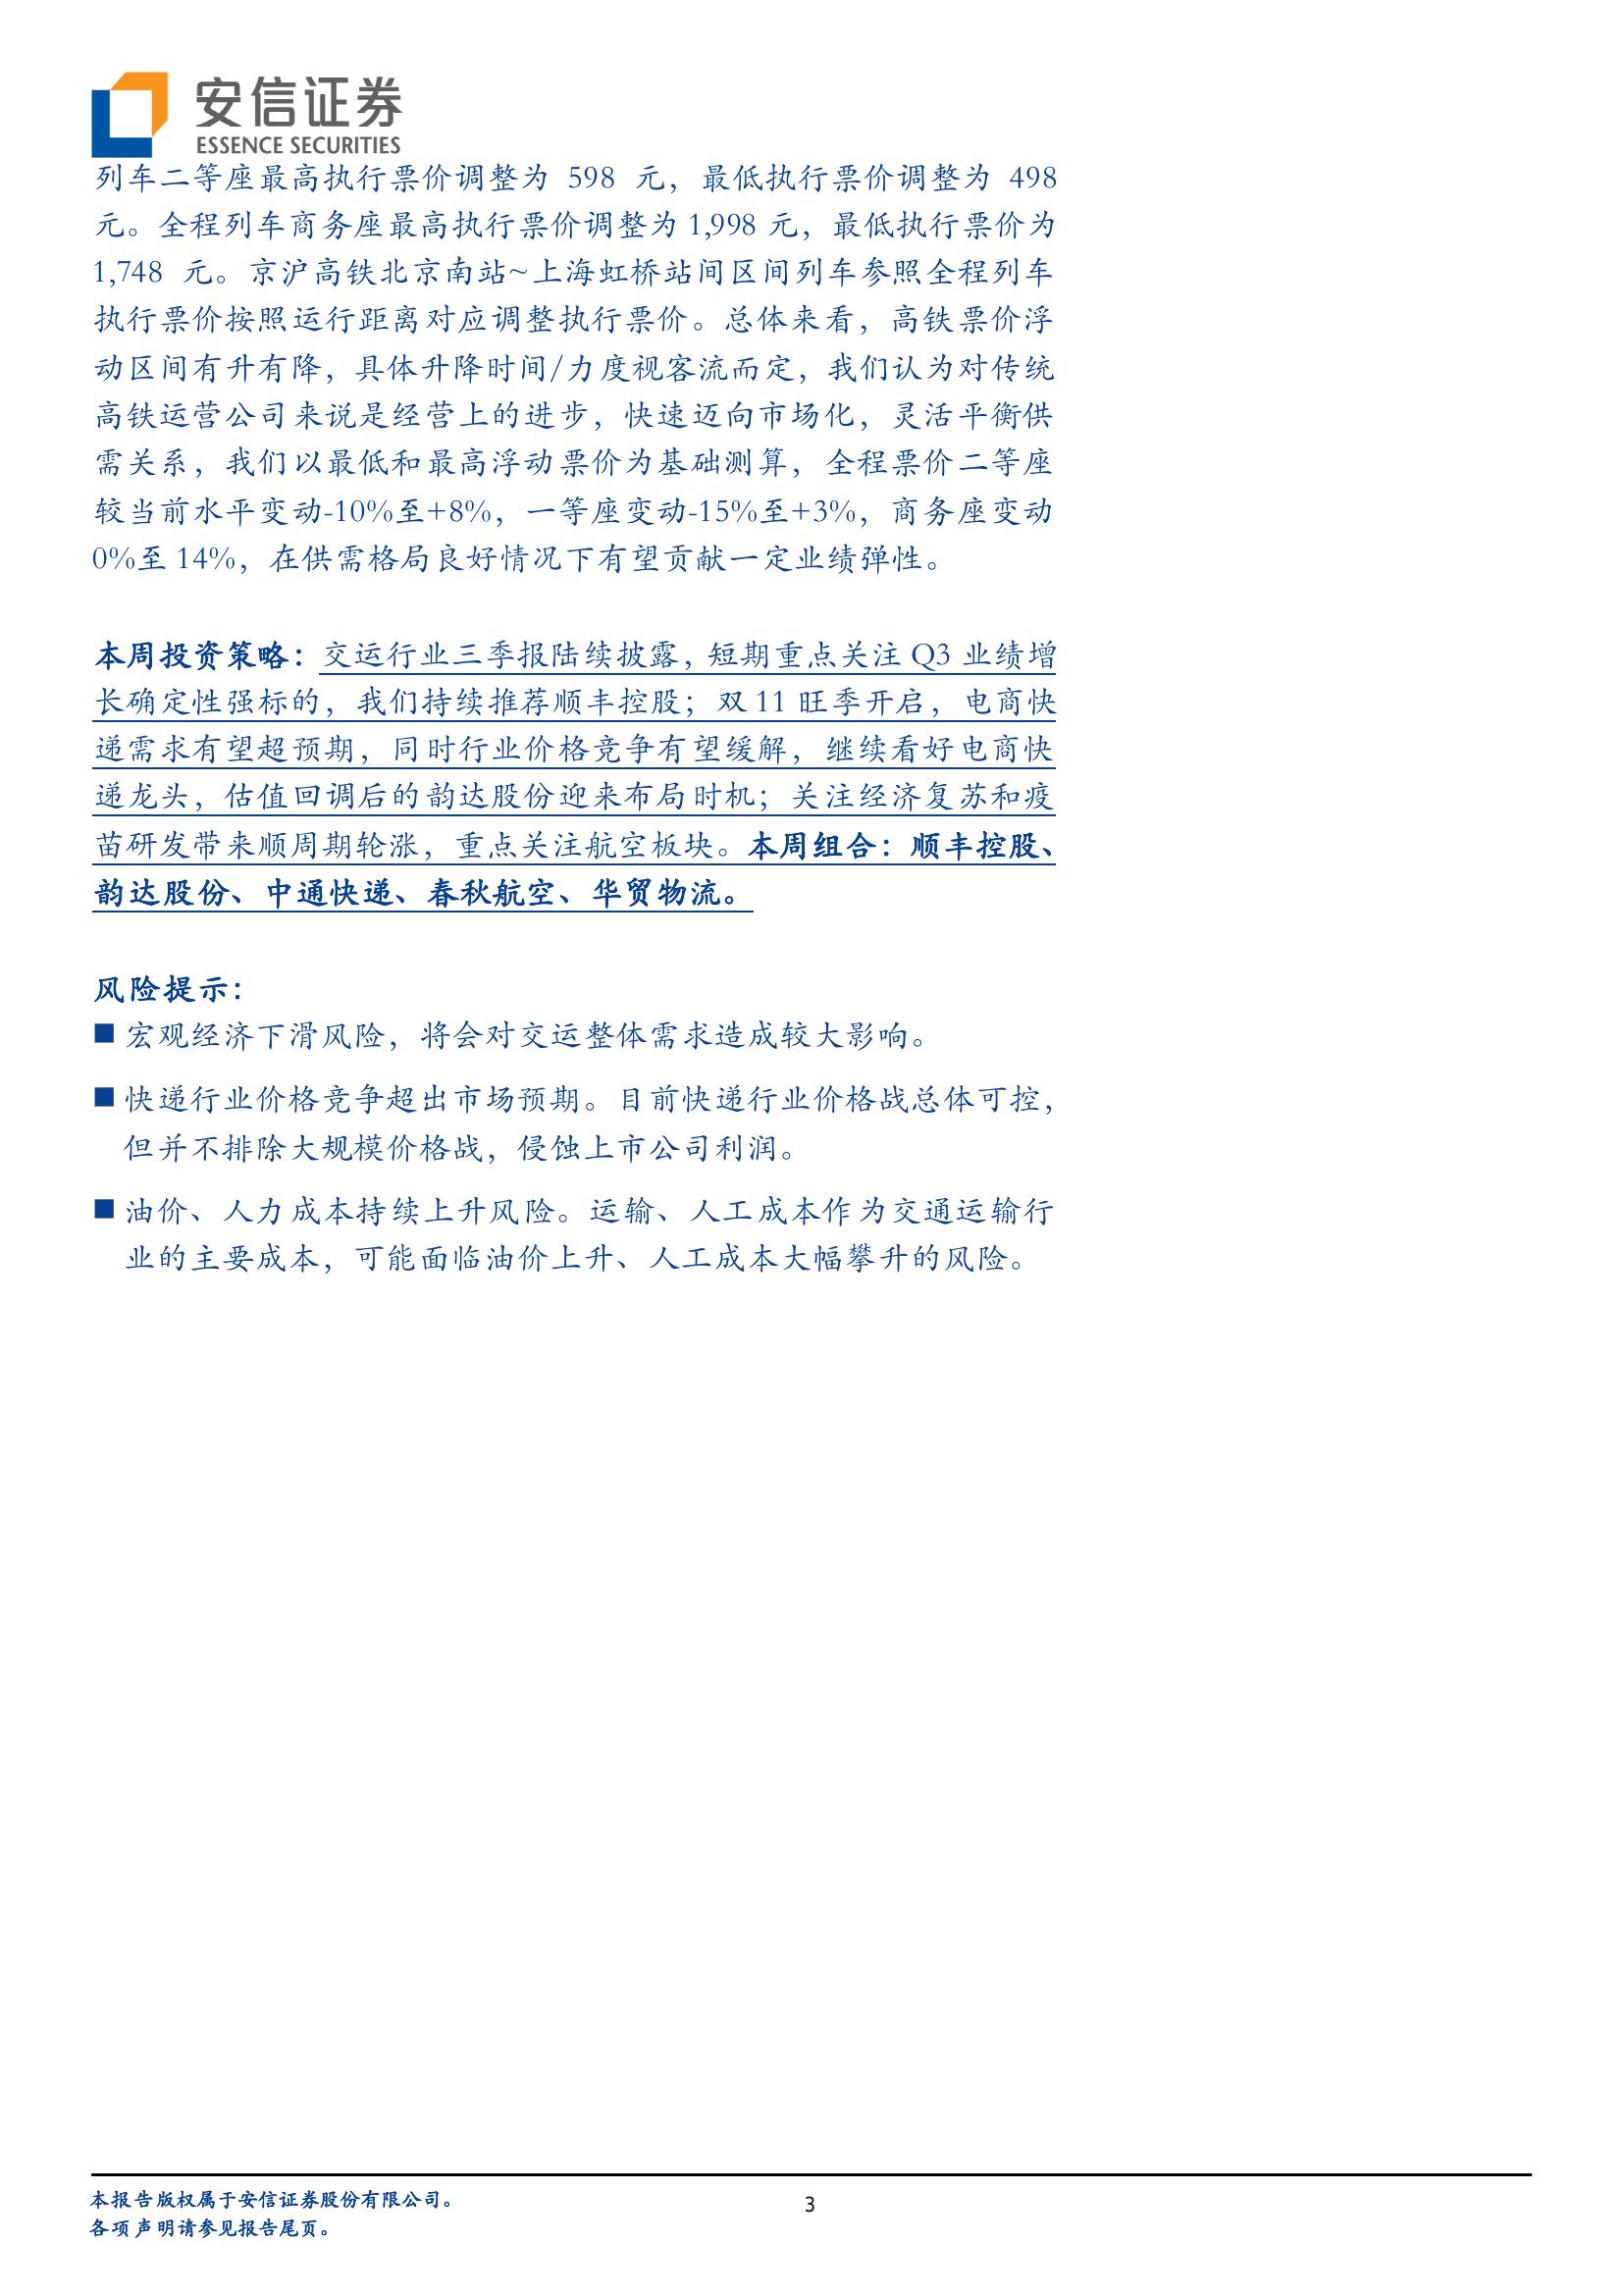 安信证券
ESSENCE SECURITIES
列车二等座最高执行票价调整为 598 元，最低执行票价调整为 498
元。全程列车商务座最高执行票价调整为 1,998 元，最低执行票价为
1,748 元。京沪高铁北京南站~上海虹桥站间区间列车参照全程列车
执行票价按照运行距离对应调整执行票价。总体来看，高铁票价浮
动区间有升有降，具体升降时间/力度视客流而定，我们认为对传统
高铁运营公司来说是经营上的进步，快速迈向市场化，灵活平衡供
需关系，我们以最低和最高浮动票价为基础测算，全程票价二等座
较当前水平变动-10%至+8%，一等座变动-15%至+3%，商务座变动
0%至 14%，在供需格局良好情况下有望贡献一定业绩弹性。
本周投资策略：交运行业三季报陆续披露，短期重点关注 Q3 业绩增
长确定性强标的，我们持续推荐顺丰控股；双 11 旺季开启，电商快
递需求有望超预期，同时行业价格竞争有望缓解，继续看好电商快
递龙头，估值回调后的韵达股份迎来布局时机；关注经济复苏和疫
苗研发带来顺周期轮涨，重点关注航空板块。本周组合：顺丰控股、
韵达股份、中通快递、春秋航空、华贸物流。
风险提示：
■ 宏观经济下滑风险，将会对交运整体需求造成较大影响。
■ 快递行业价格竞争超出市场预期。目前快递行业价格战总体可控，
但并不排除大规模价格战，侵蚀上市公司利润。
■ 油价、人力成本持续上升风险。运输、人工成本作为交通运输行
业的主要成本，可能面临油价上升、人工成本大幅攀升的风险。
本报告版权属于安信证券股份有限公司。
3
各项声明请参见报告尾页。